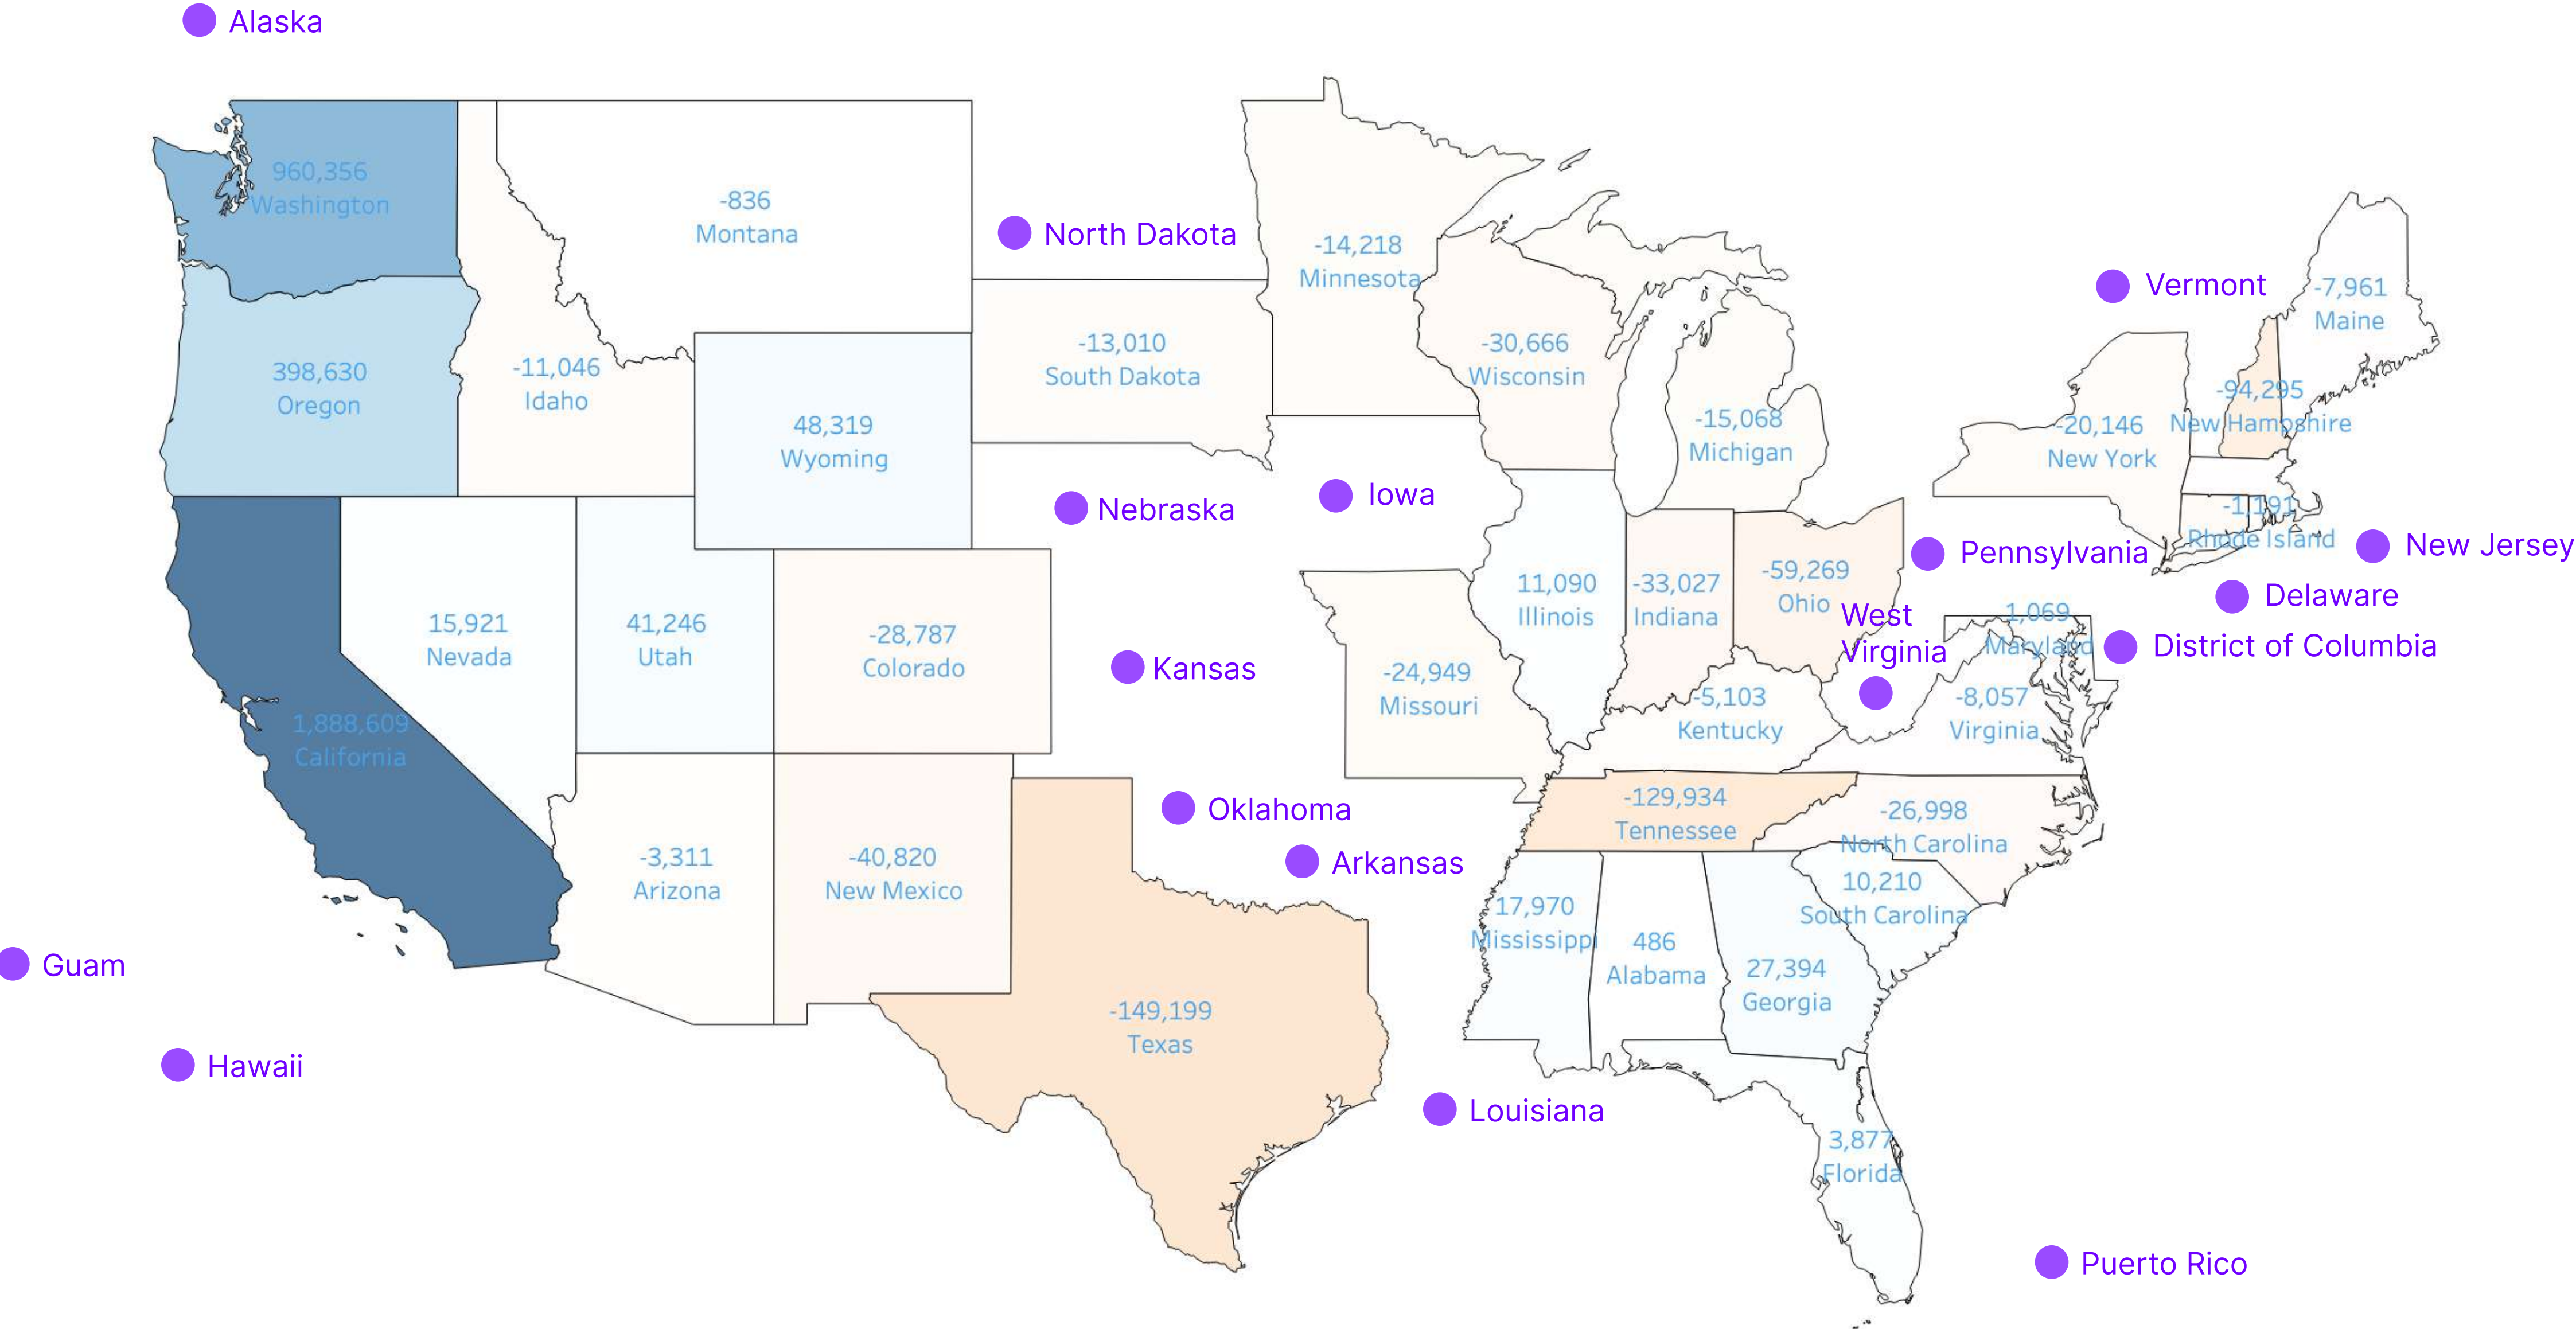 Alaska
960,356
Washington
-836
Montana
North Dakota
-14,218
Minnesota
Vermont
-7,961
Maine
398,630
Oregon
-11,046
Idaho
-13,010
South Dakota
-30,666
Wisconsin
-15,068
Michigan
-94,295
New Hampshire
-20,146
New York
48,319
Wyoming
Nebraska
Iowa
-1,191
Rhode Island
New Jersey
Pennsylvania
Delaware
15,921
Nevada
41,246
Utah
-28,787
Colorado
Kansas
-24,949
Missouri
11,090
Illinois
-33,027
Indiana
-59,269
Ohio
West
Virginia
1,069
Maryland
District of Columbia
-5,103
Kentucky
-8,057
Virginia
1,888,609
California
-3,311
Arizona
-40,820
New Mexico
Oklahoma
Arkansas
-129,934
Tennessee
-26,998
North Carolina
10,210
South Carolina
17,970
Mississippi
486
Alabama
27,394
Georgia
Guam
Hawaii
-149,199
Texas
Louisiana
3,877
Florida
Puerto Rico